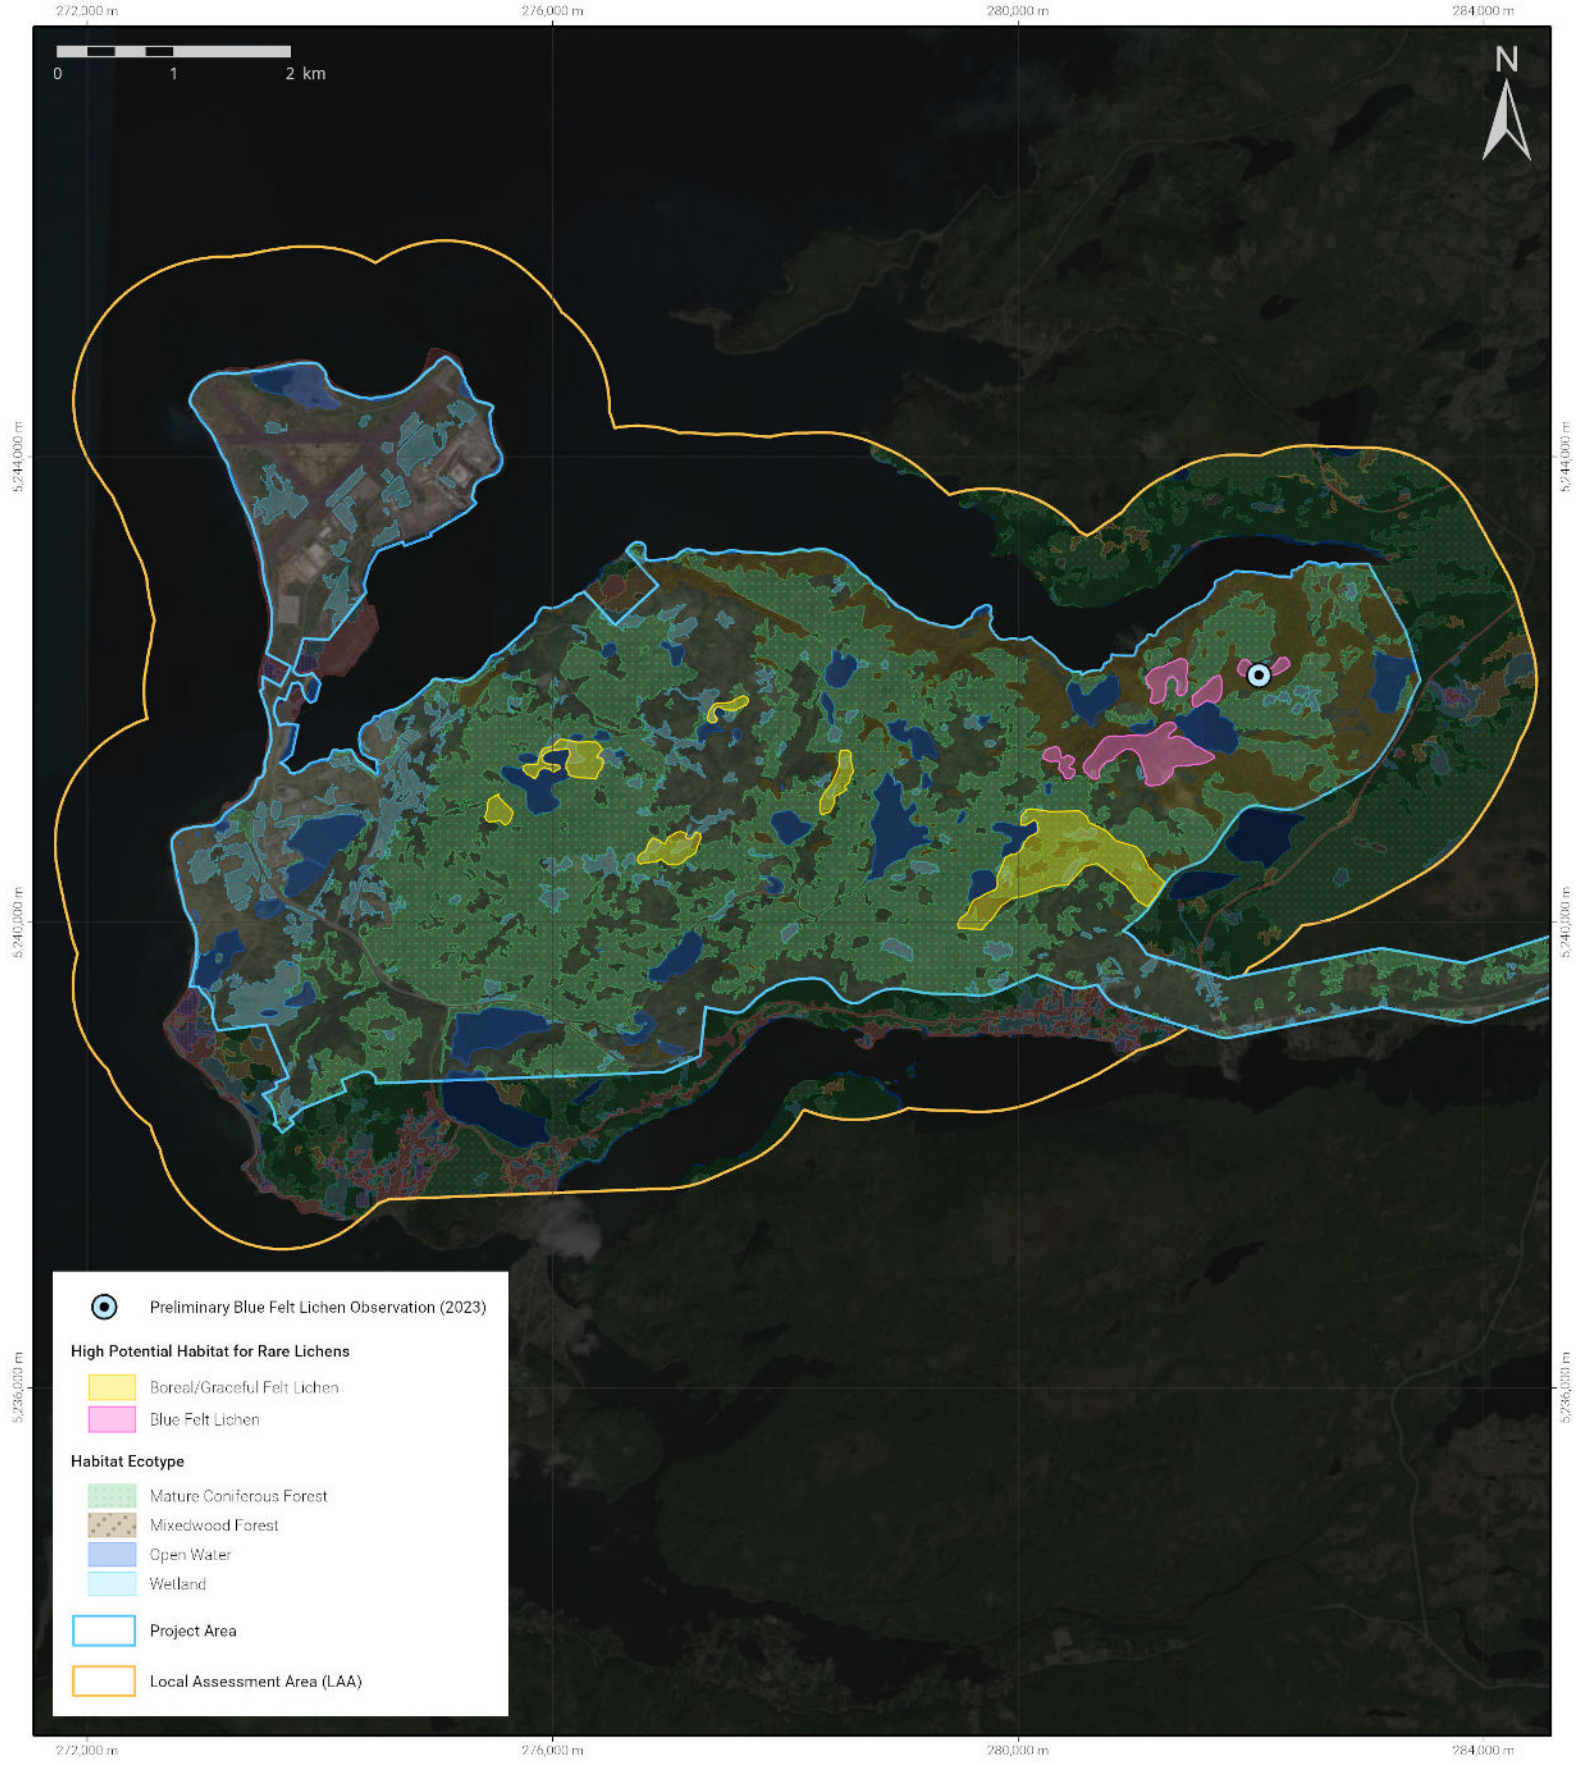 272,000 m
276,000 m
280,000 m
284,000 m
0 1 2 km
N
5,244,000 m
5,244,000 m
5,240,000 m
5,240,000 m
5,236,000 m
5,236,000 m
Preliminary Blue Felt Lichen Observation (2023)
High Potential Habitat for Rare Lichens
Boreal/Graceful Felt Lichen
Blue Felt Lichen
Habitat Ecotype
Mature Coniferous Forest
Mixedwood Forest
Open Water
Wetland
Project Area
Local Assessment Area (LAA)
272,000 m
276,000 m
280,000 m
284,000 m